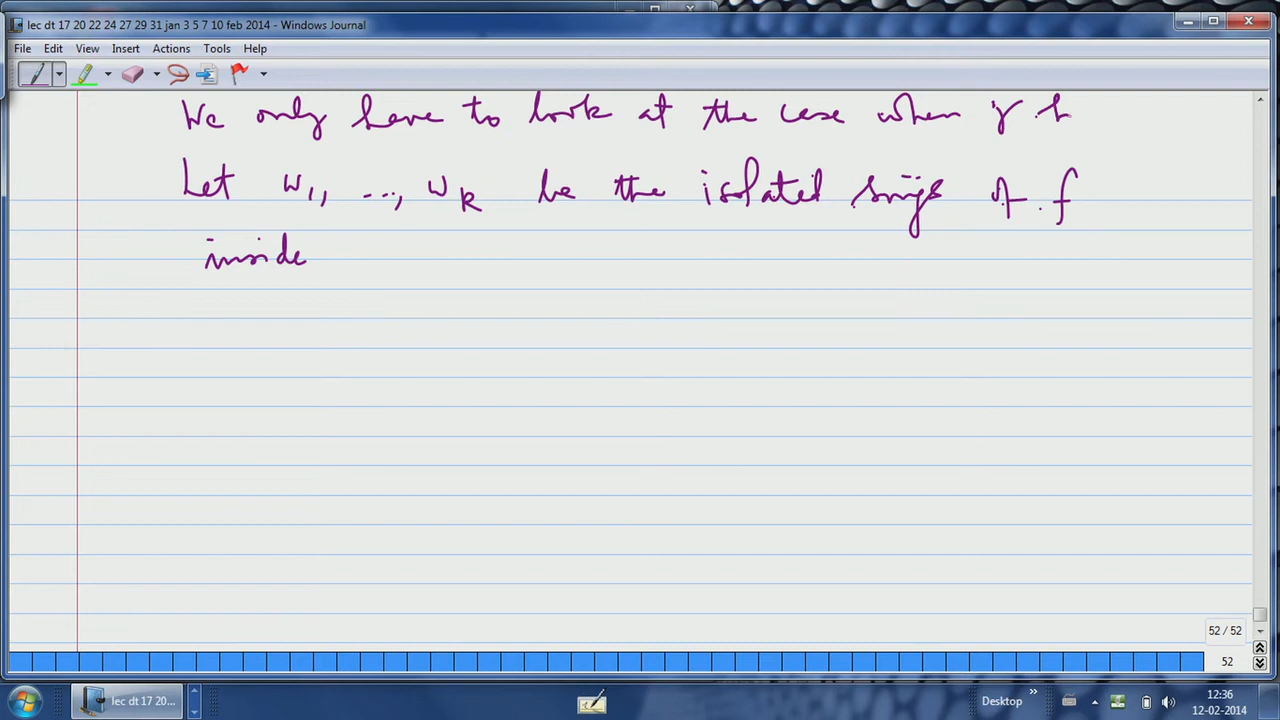 lec dt 17 20 22 24 27 29 31 jan 3 5 7 10 feb 2014 - Windows Journal
File Edit View Insert Actions Tools Help
We only have to look at the case when γ h
Let w1, ..., wk be the isolated sings of f
inside
52 / 52
52
lec dt 17 20...
Desktop
12:36
12-02-2014